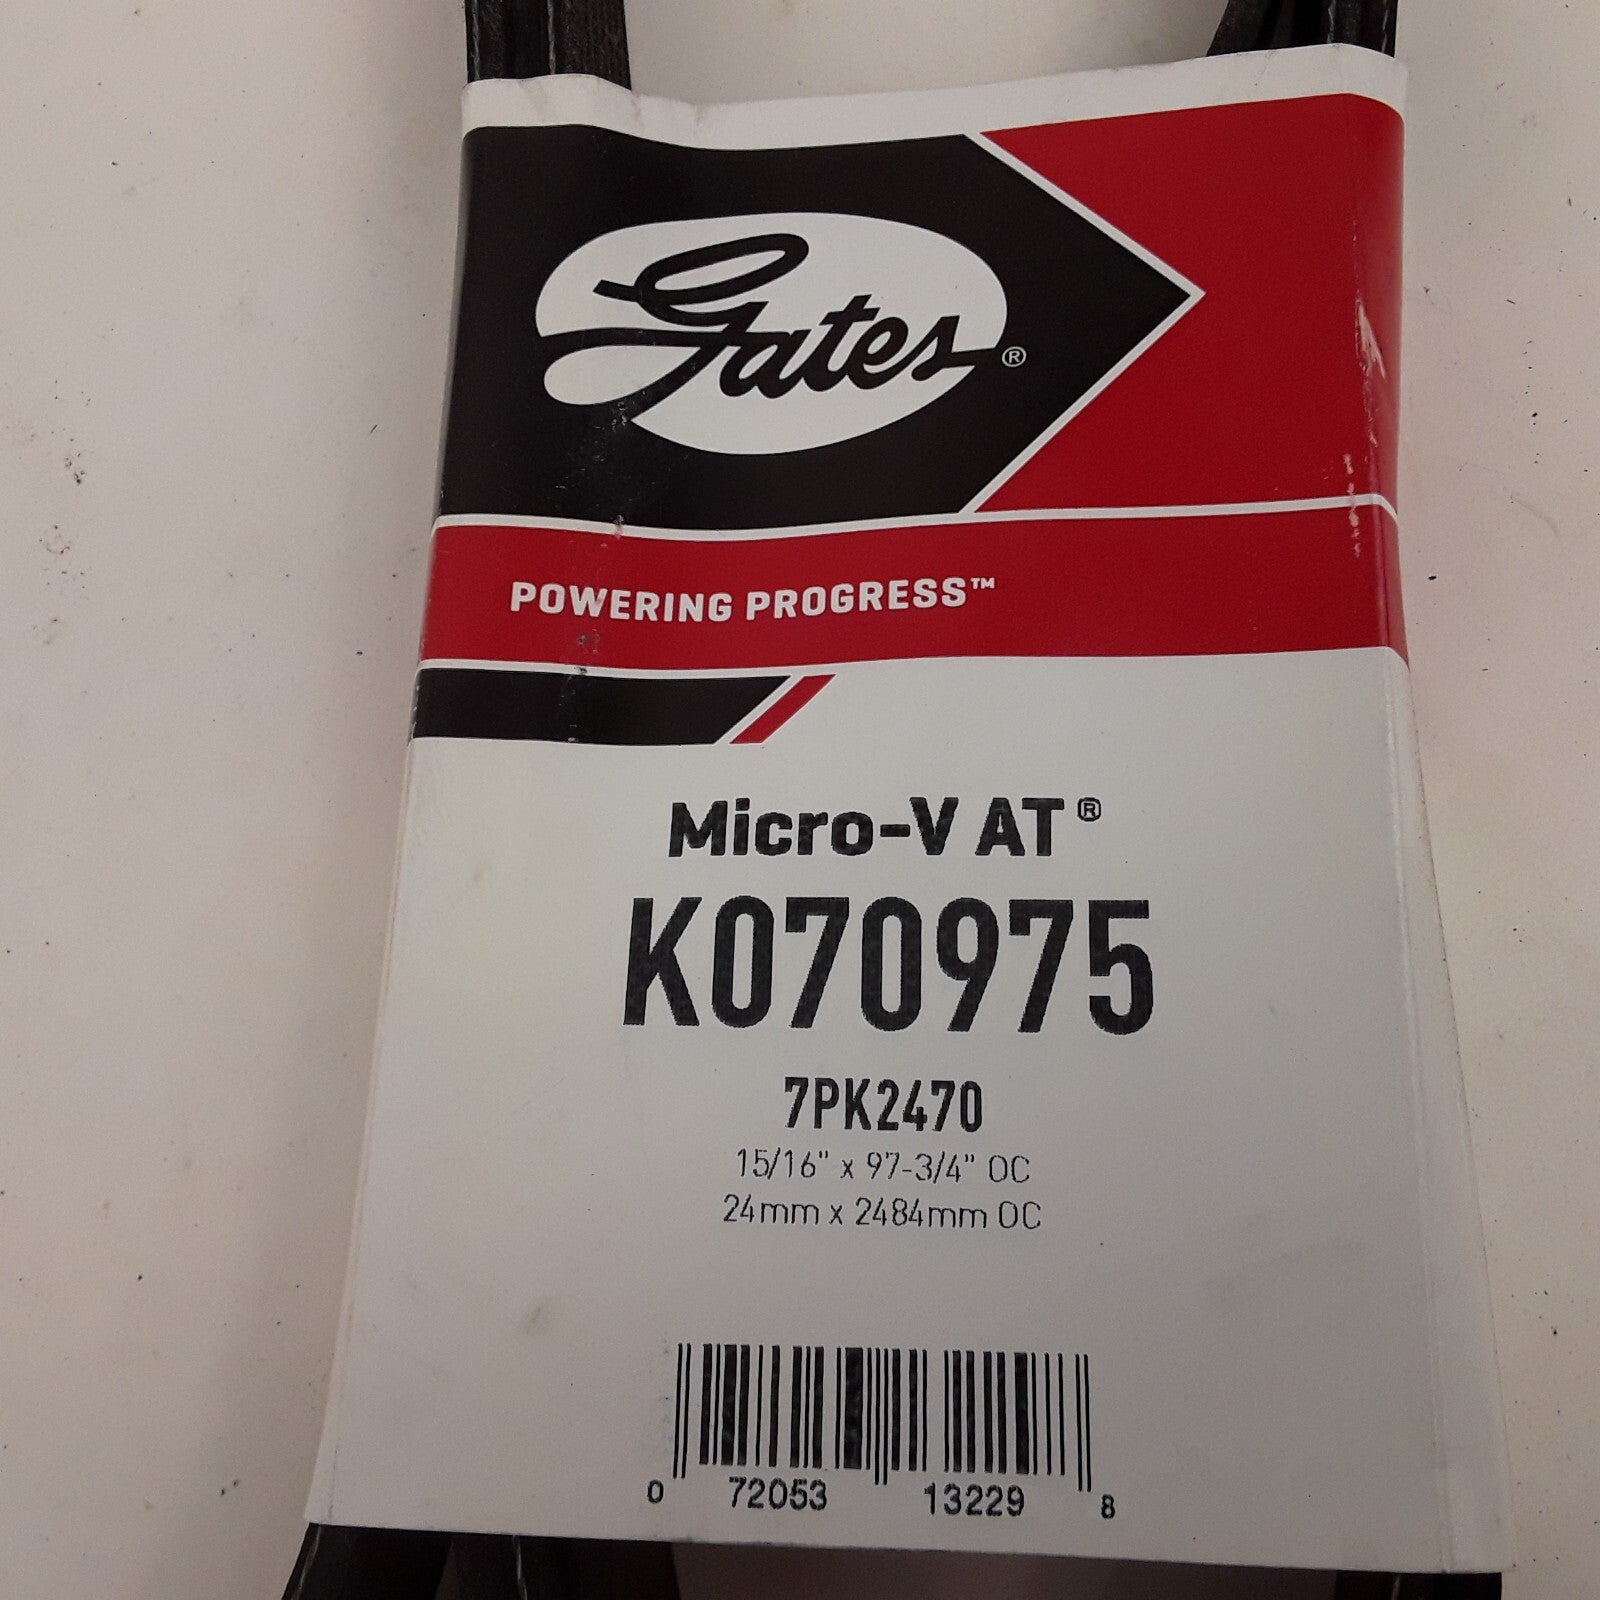 Gates®
POWERING PROGRESS™
Micro-V AT®
K070975
7PK2470
15/16" x 97-3/4" OC
24mm x 2484mm OC
0 72053 13229 8